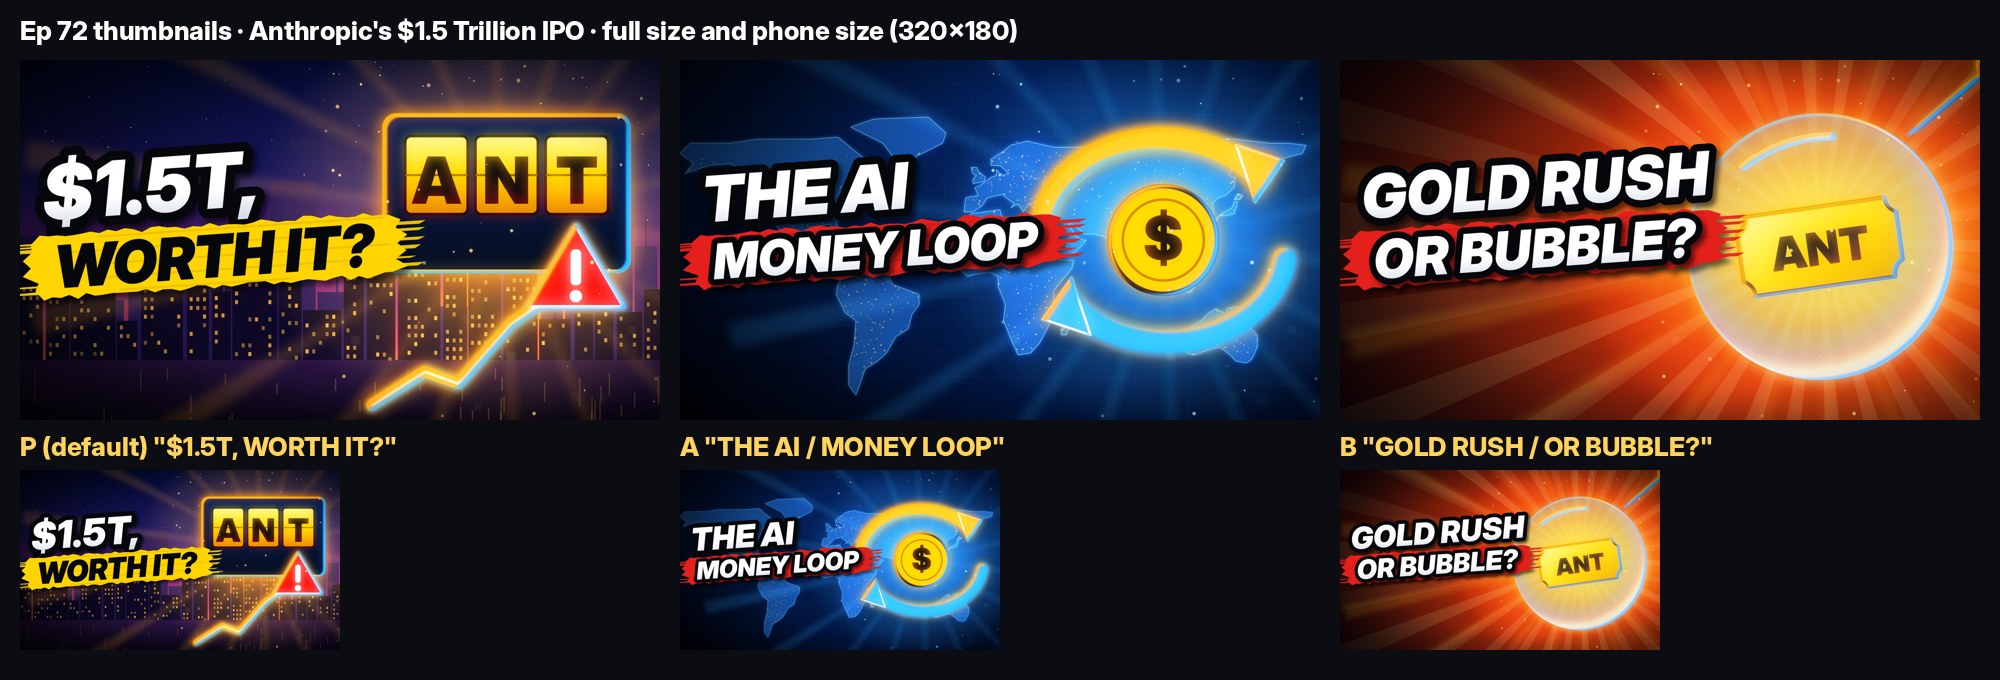 Ep 72 thumbnails · Anthropic's $1.5 Trillion IPO · full size and phone size (320×180)
$1.5T,
WORTH IT?
ANT
!
THE AI
MONEY LOOP
$
GOLD RUSH
OR BUBBLE?
ANT
P (default) "$1.5T, WORTH IT?"
A "THE AI / MONEY LOOP"
B "GOLD RUSH / OR BUBBLE?"
$1.5T,
WORTH IT?
ANT
!
THE AI
MONEY LOOP
$
GOLD RUSH
OR BUBBLE?
ANT